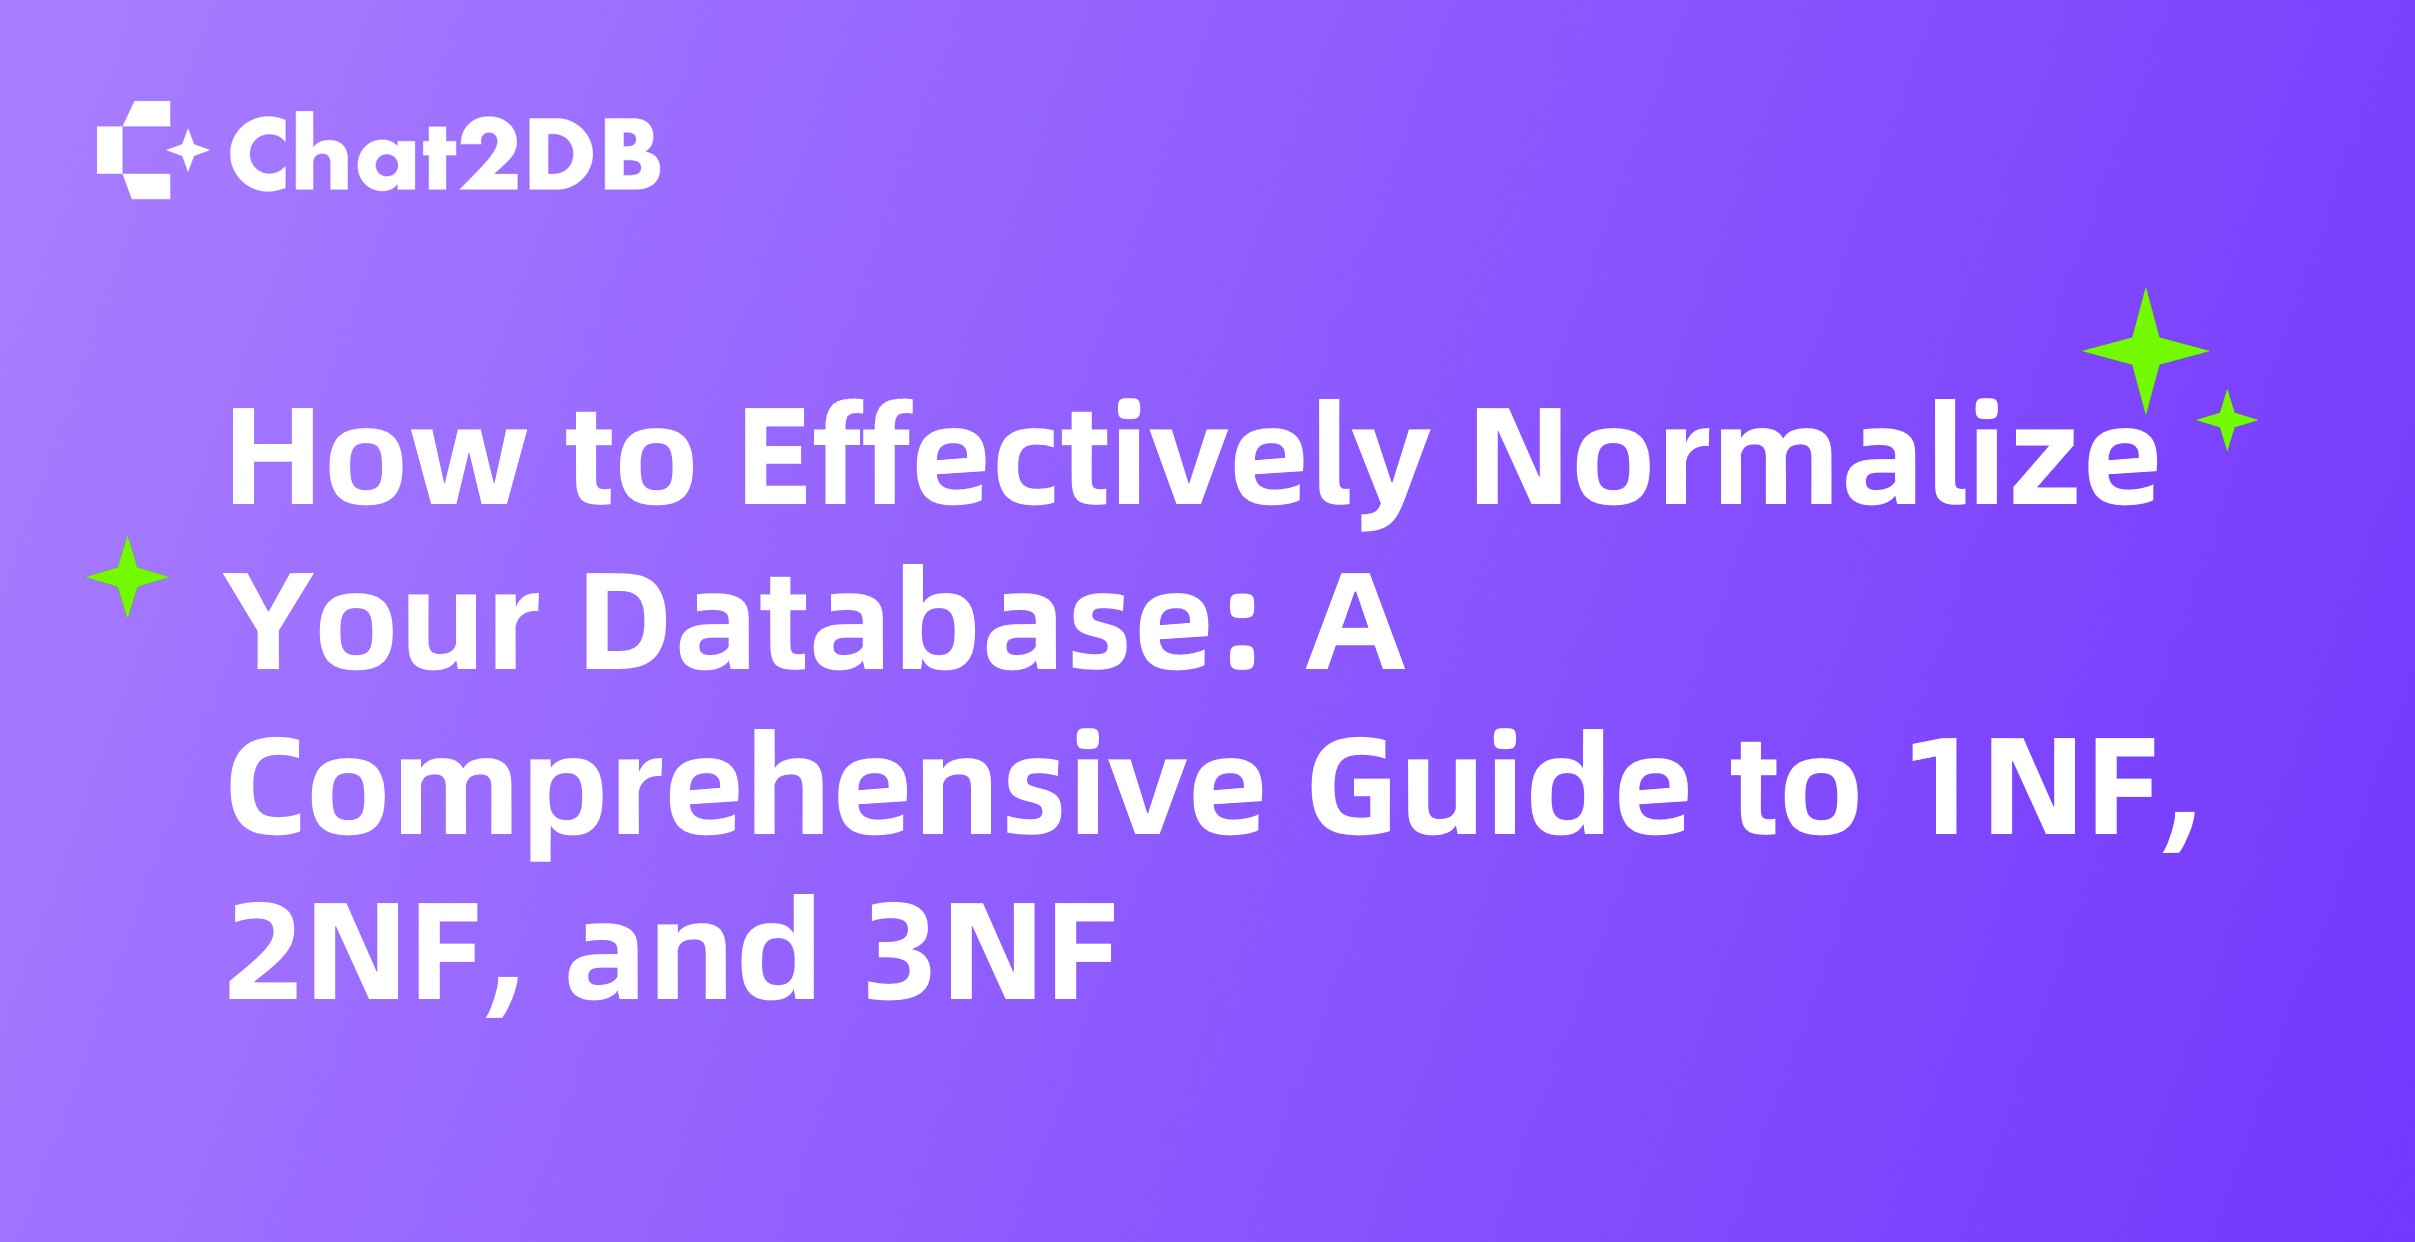 Chat2DB
How to Effectively Normalize
Your Database: A
Comprehensive Guide to 1NF,
2NF, and 3NF